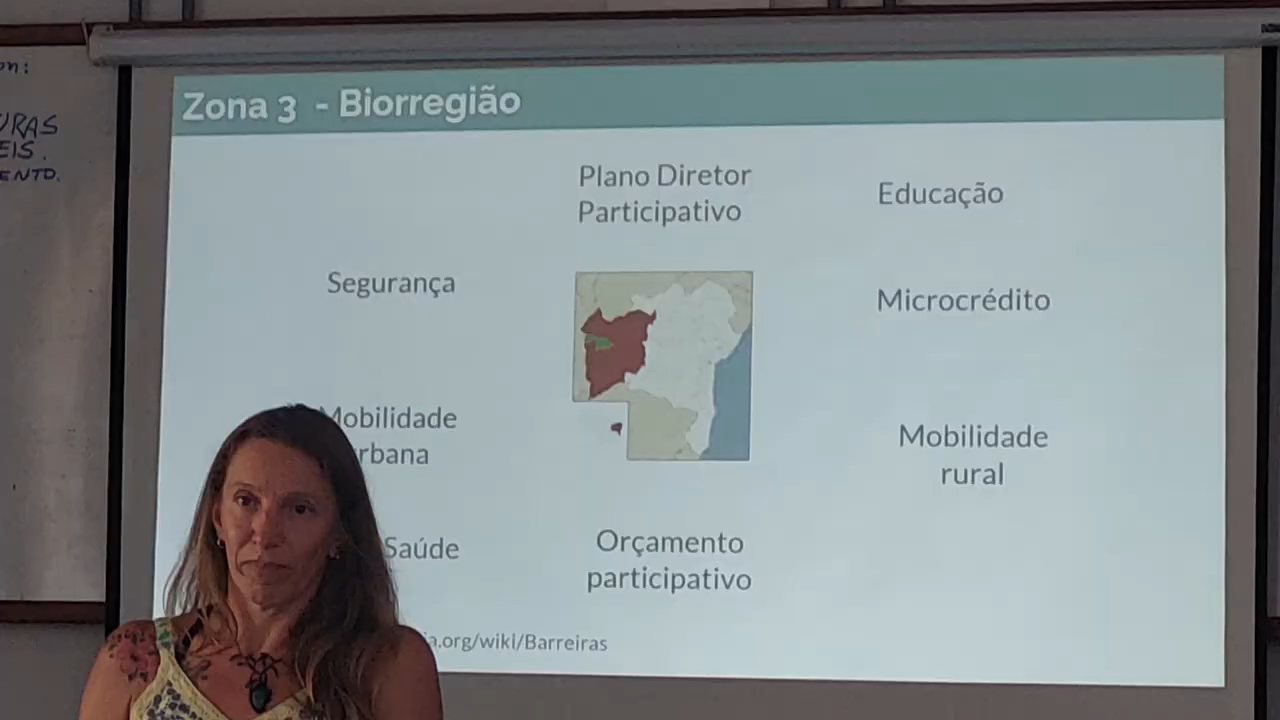 Zona 3 - Biorregião
Plano Diretor
Participativo
Educação
Segurança
Microcrédito
Mobilidade
Mobilidade
rural
Saúde
Orçamento
participativo
.org/wiki/Barreiras